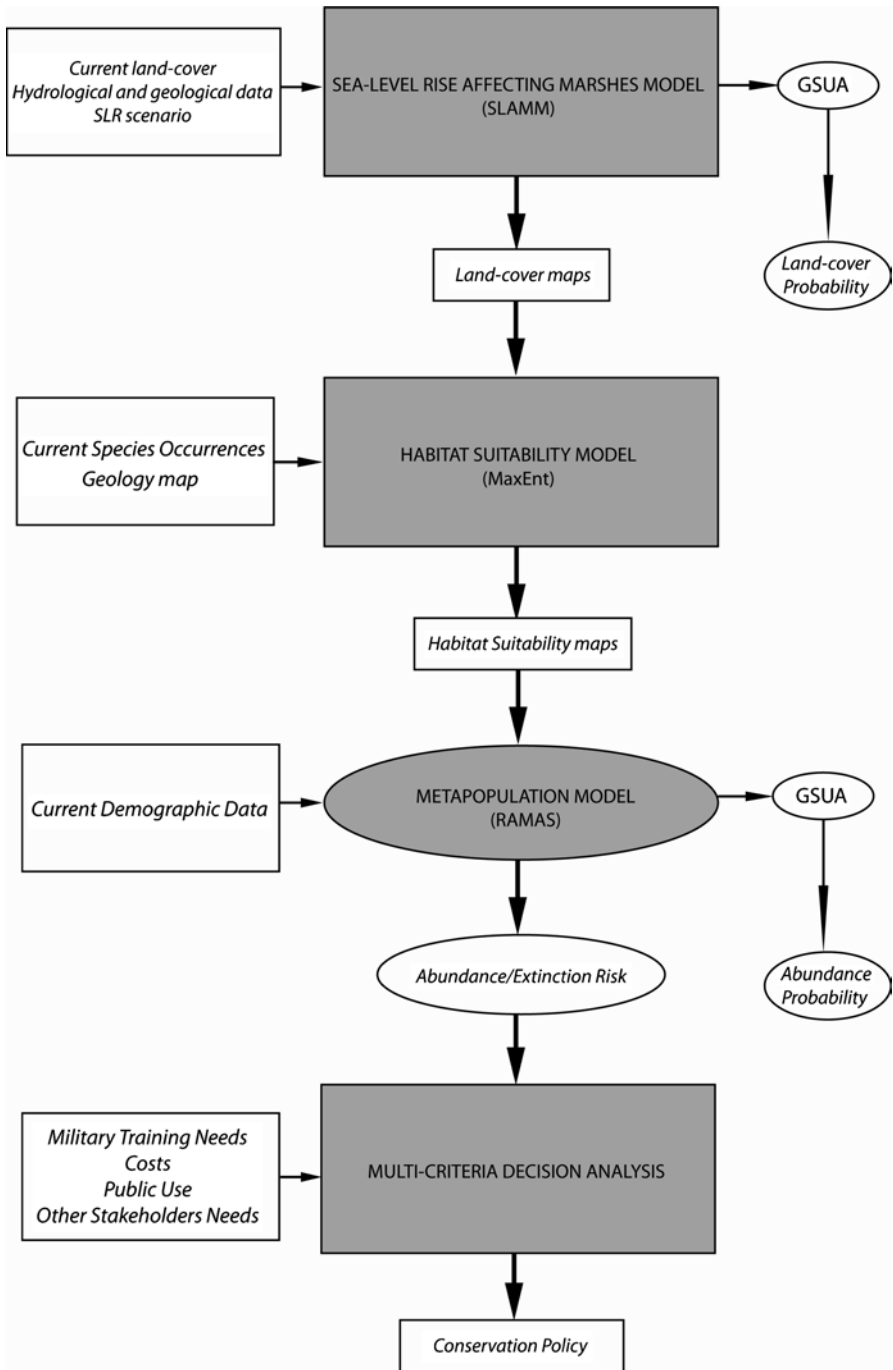 Current land-cover
Hydrological and geological data
SLR scenario
SEA-LEVEL RISE AFFECTING MARSHES MODEL
(SLAMM)
GSUA
Land-cover
Probability
Land-cover maps
Current Species Occurrences
Geology map
HABITAT SUITABILITY MODEL
(MaxEnt)
Habitat Suitability maps
Current Demographic Data
METAPOPULATION MODEL
(RAMAS)
GSUA
Abundance
Probability
Abundance/Extinction Risk
Military Training Needs
Costs
Public Use
Other Stakeholders Needs
MULTI-CRITERIA DECISION ANALYSIS
Conservation Policy